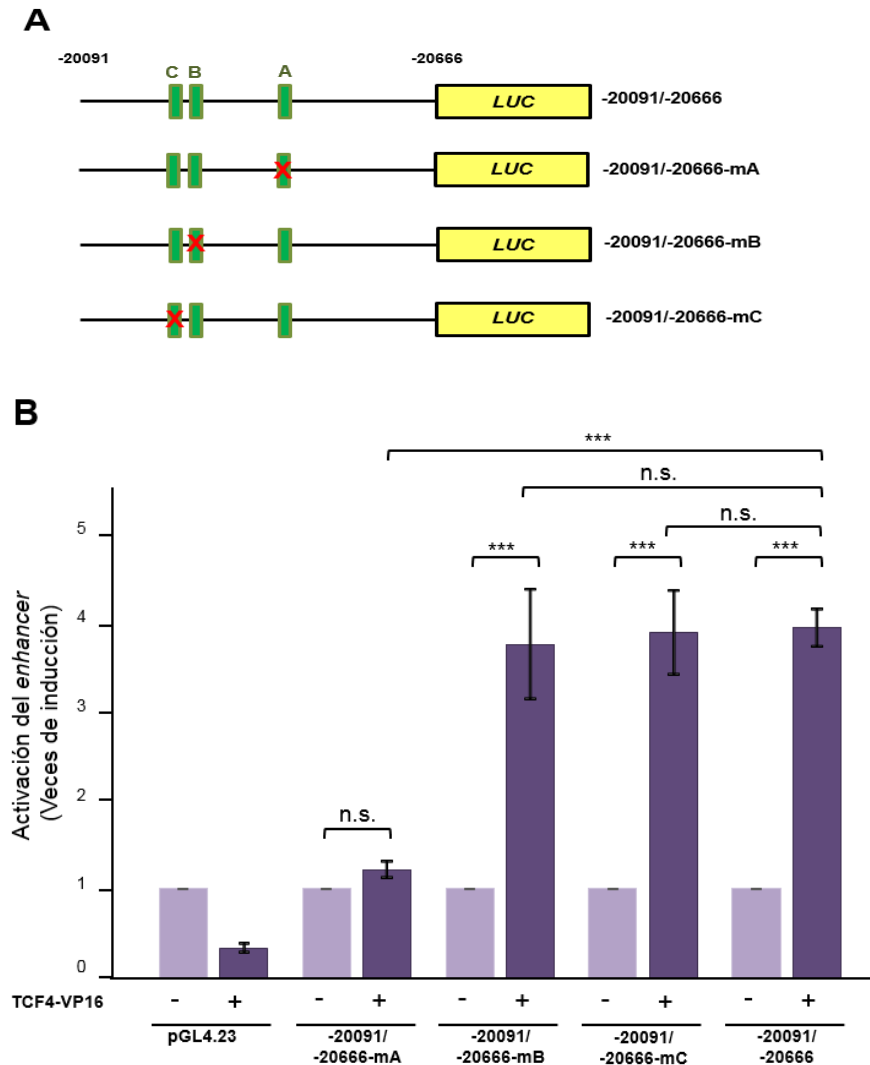 A
-20091 -20666
C B A
LUC -20091/-20666
X LUC -20091/-20666-mA
X LUC -20091/-20666-mB
X LUC -20091/-20666-mC
B
***
n.s.
n.s.
*** *** ***
n.s.
Activación del enhancer
(Veces de inducción)
5
4
3
2
1
0
TCF4-VP16 - + - + - + - + - +
pGL4.23 -20091/ -20091/ -20091/ -20091/
-20666-mA -20666-mB -20666-mC -20666